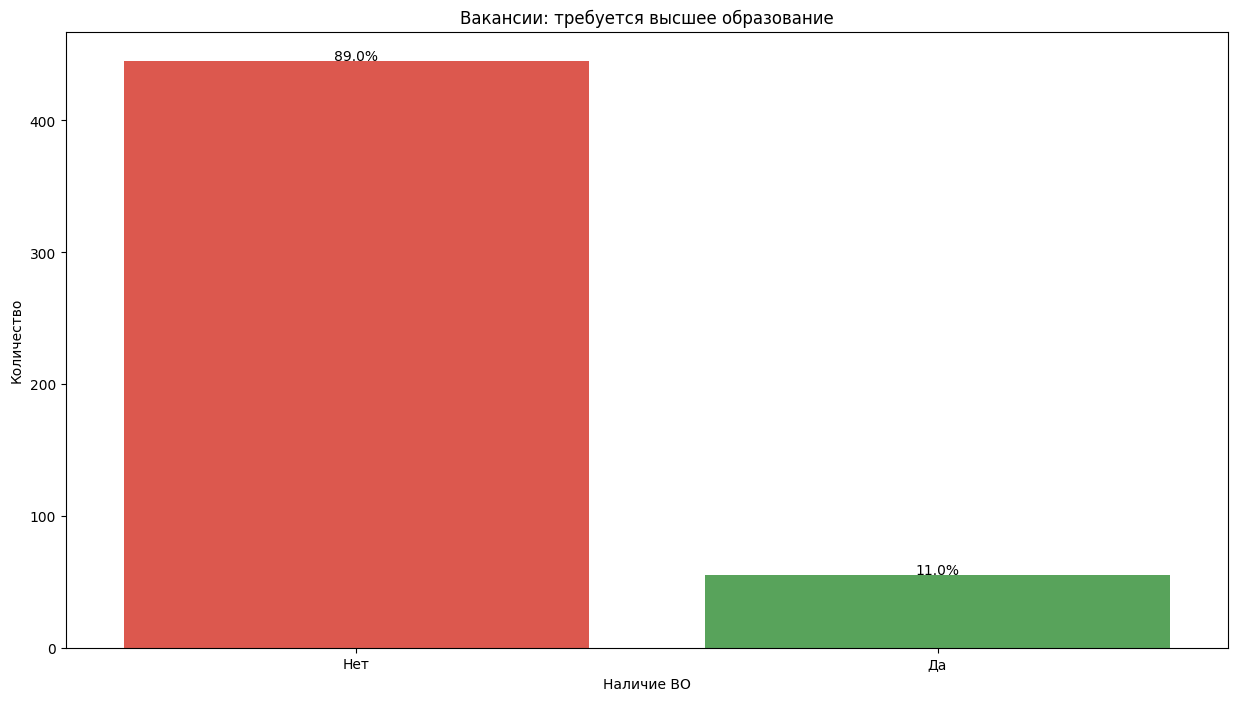 Вакансии: требуется высшее образование
89.0%
400
300
Количество
200
100
11.0%
0
Нет
Да
Наличие ВО